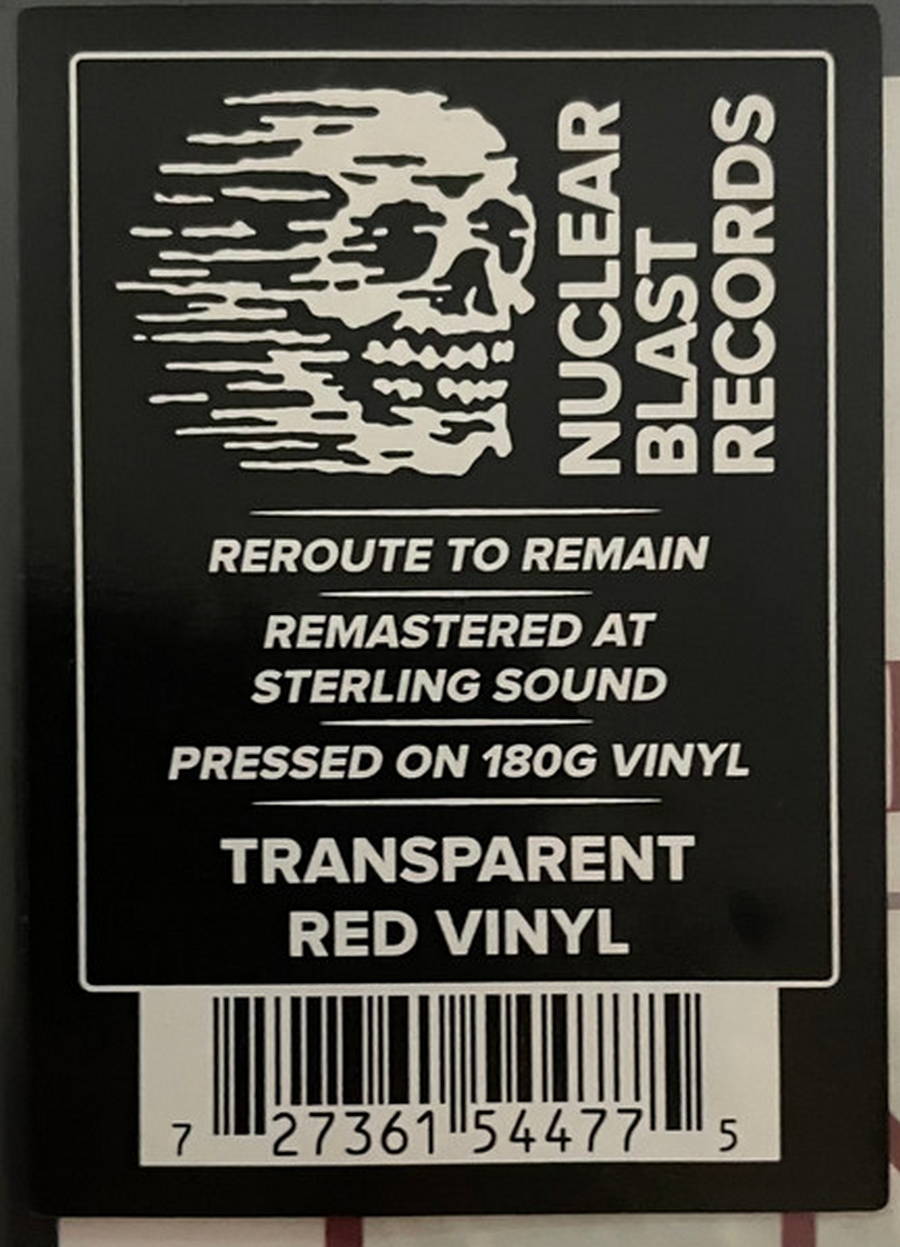 NUCLEAR
BLAST
RECORDS
REROUTE TO REMAIN
REMASTERED AT
STERLING SOUND
PRESSED ON 180G VINYL
TRANSPARENT
RED VINYL
7 27361 54477 5